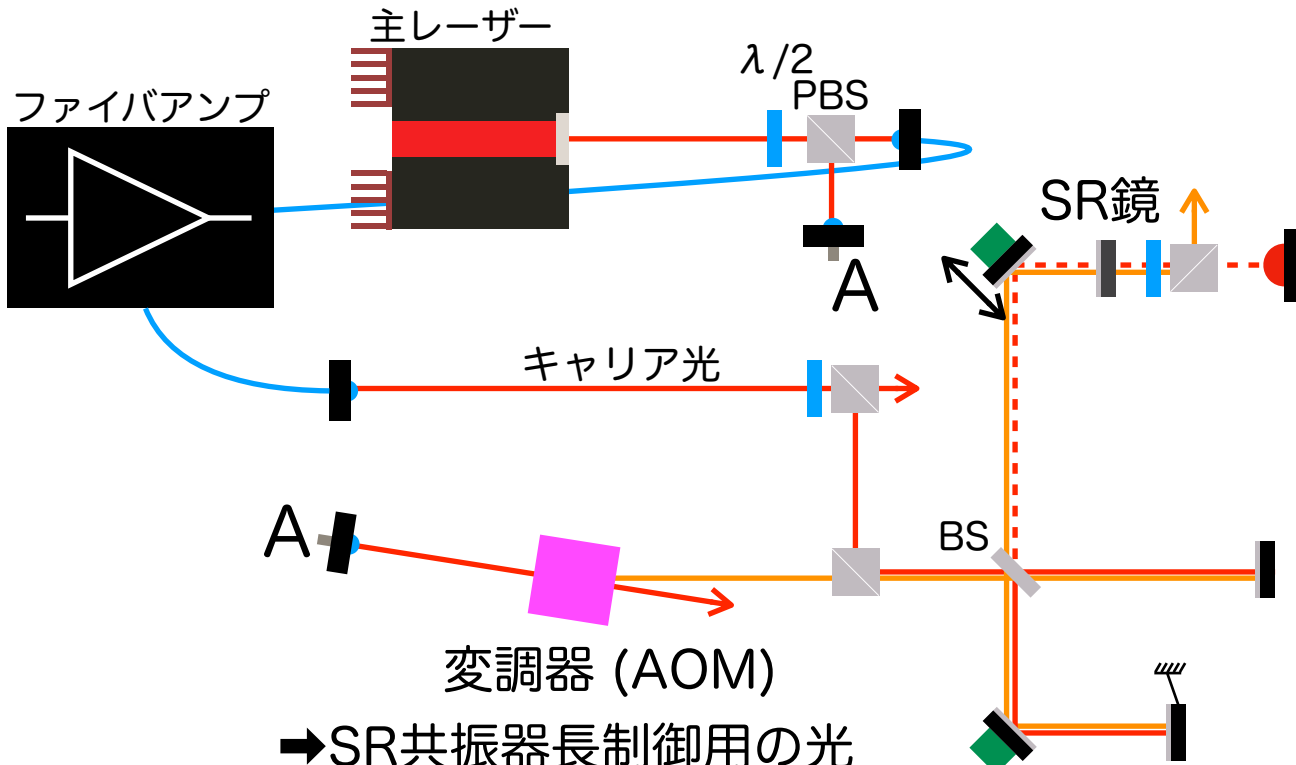 主レーザー
ファイバアンプ
λ/2
PBS
SR鏡
A
キャリア光
A
BS
変調器 (AOM)
➡SR共振器長制御用の光